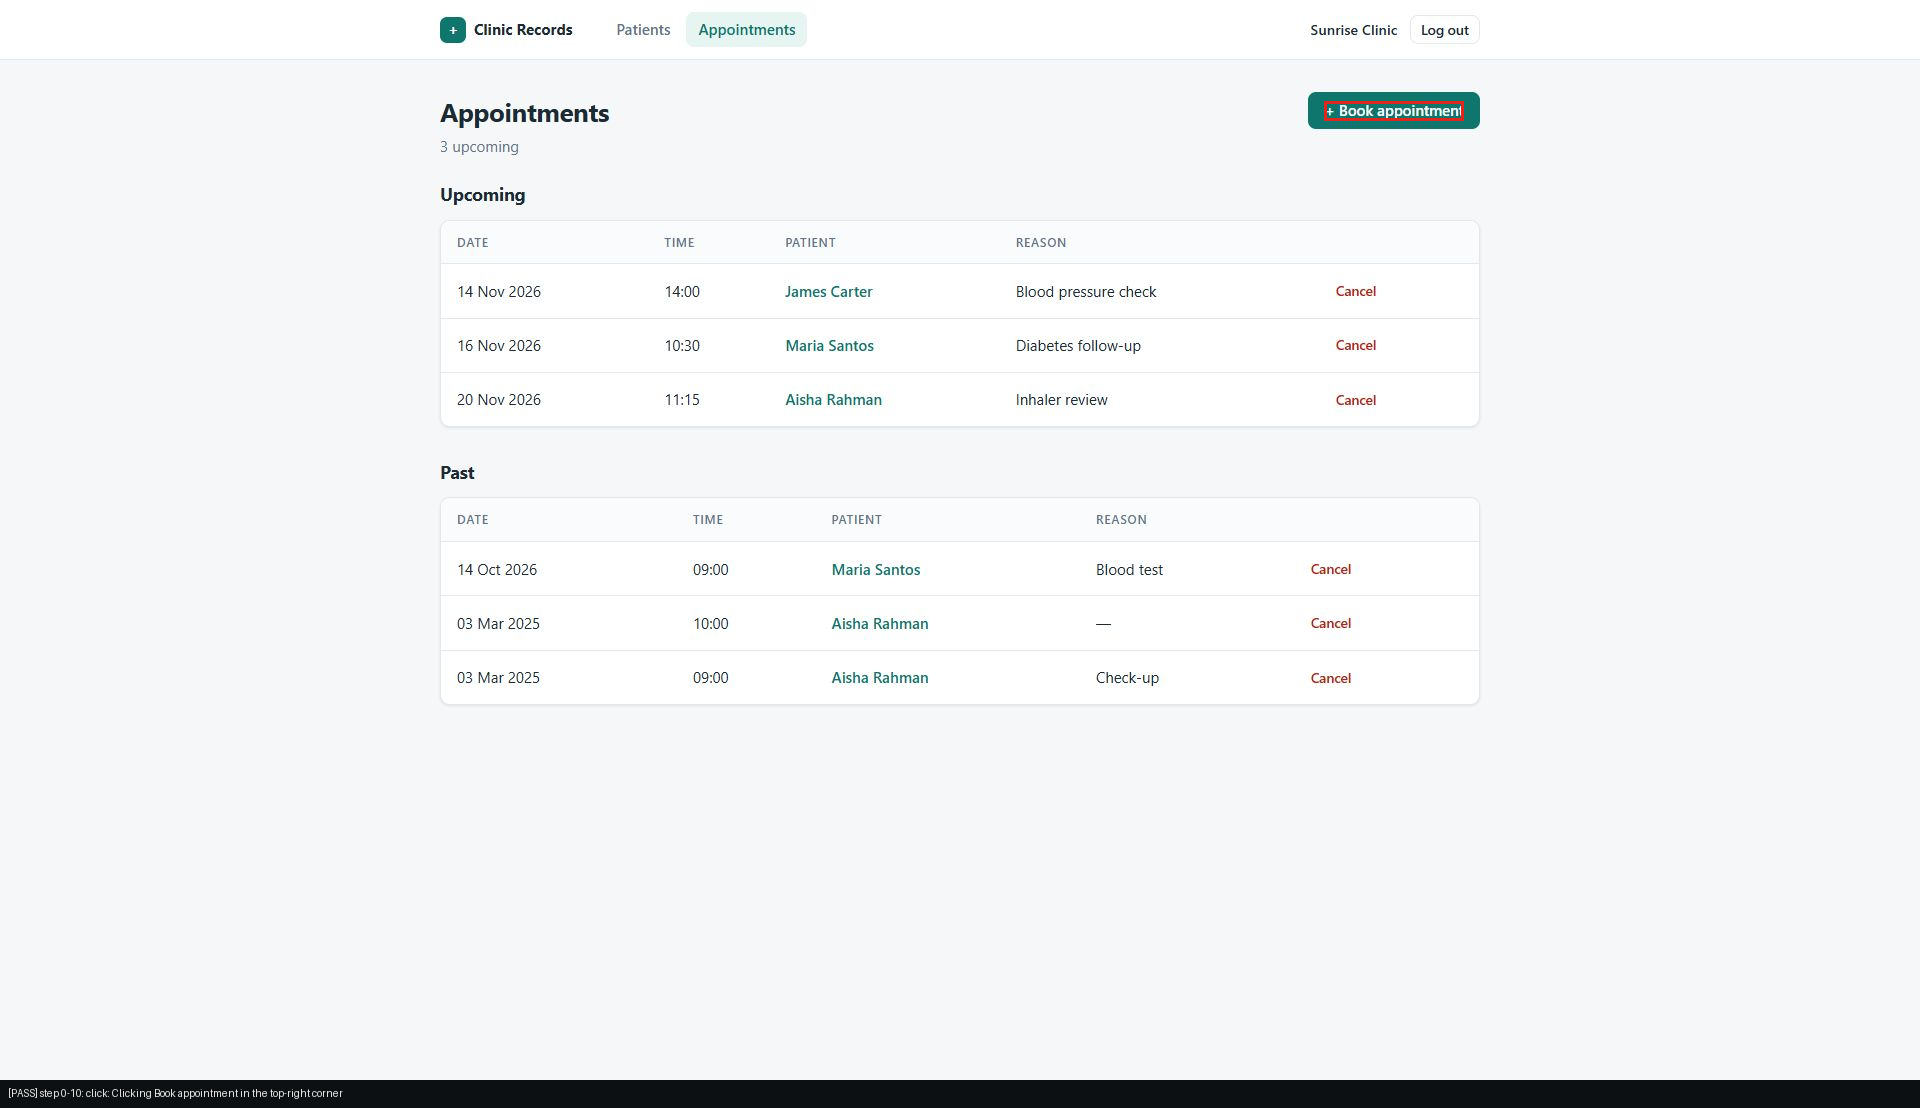 + Clinic Records Patients Appointments Sunrise Clinic Log out
Appointments
+ Book appointment
3 upcoming
Upcoming
DATE TIME PATIENT REASON
14 Nov 2026 14:00 James Carter Blood pressure check Cancel
16 Nov 2026 10:30 Maria Santos Diabetes follow-up Cancel
20 Nov 2026 11:15 Aisha Rahman Inhaler review Cancel
Past
DATE TIME PATIENT REASON
14 Oct 2026 09:00 Maria Santos Blood test Cancel
03 Mar 2025 10:00 Aisha Rahman — Cancel
03 Mar 2025 09:00 Aisha Rahman Check-up Cancel
[PASS] step 0-10: click: Clicking Book appointment in the top-right corner